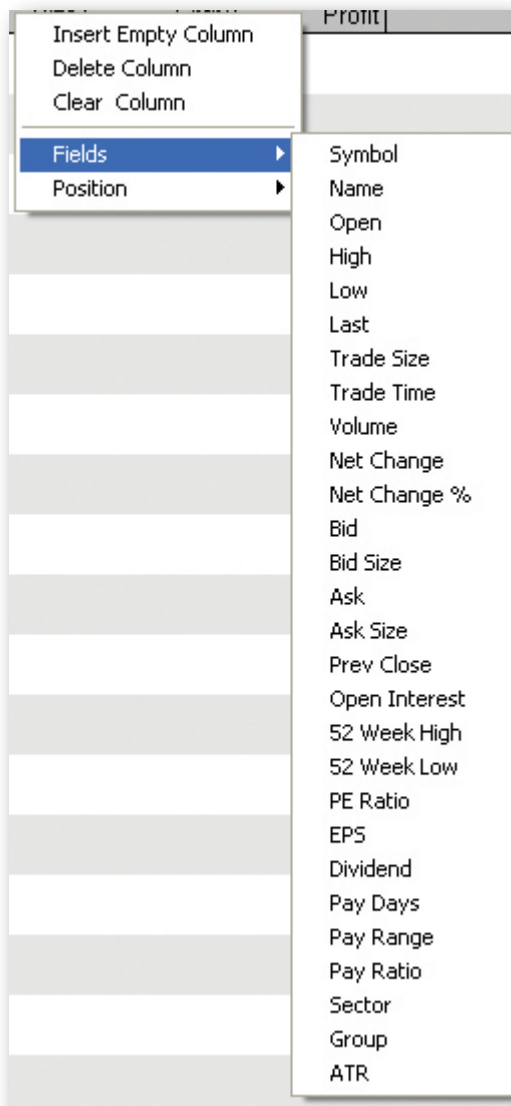 Profit
Insert Empty Column
Delete Column
Clear Column
Fields
Position
Symbol
Name
Open
High
Low
Last
Trade Size
Trade Time
Volume
Net Change
Net Change %
Bid
Bid Size
Ask
Ask Size
Prev Close
Open Interest
52 Week High
52 Week Low
PE Ratio
EPS
Dividend
Pay Days
Pay Range
Pay Ratio
Sector
Group
ATR